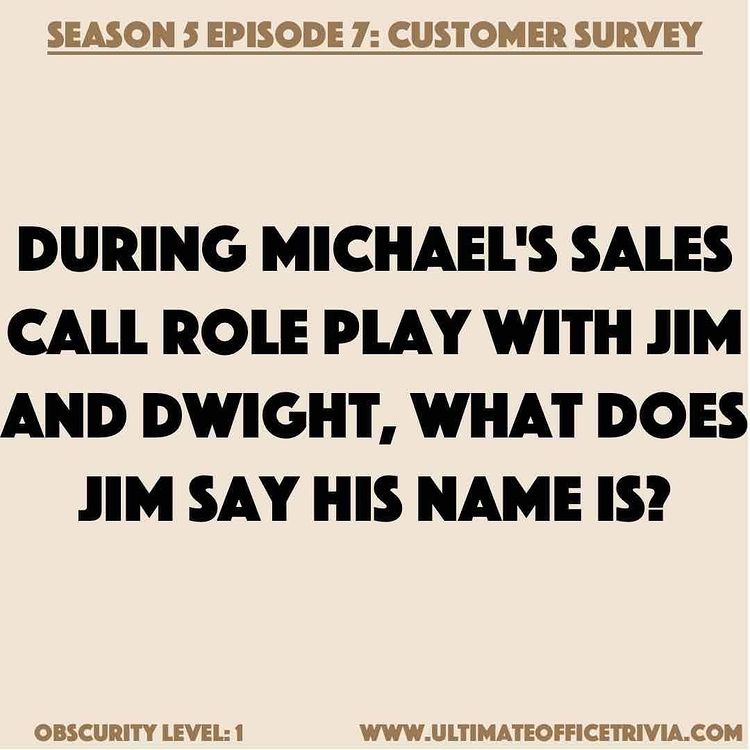 SEASON 5 EPISODE 7: CUSTOMER SURVEY
DURING MICHAEL'S SALES
CALL ROLE PLAY WITH JIM
AND DWIGHT, WHAT DOES
JIM SAY HIS NAME IS?
OBSCURITY LEVEL: 1
WWW.ULTIMATEOFFICETRIVIA.COM